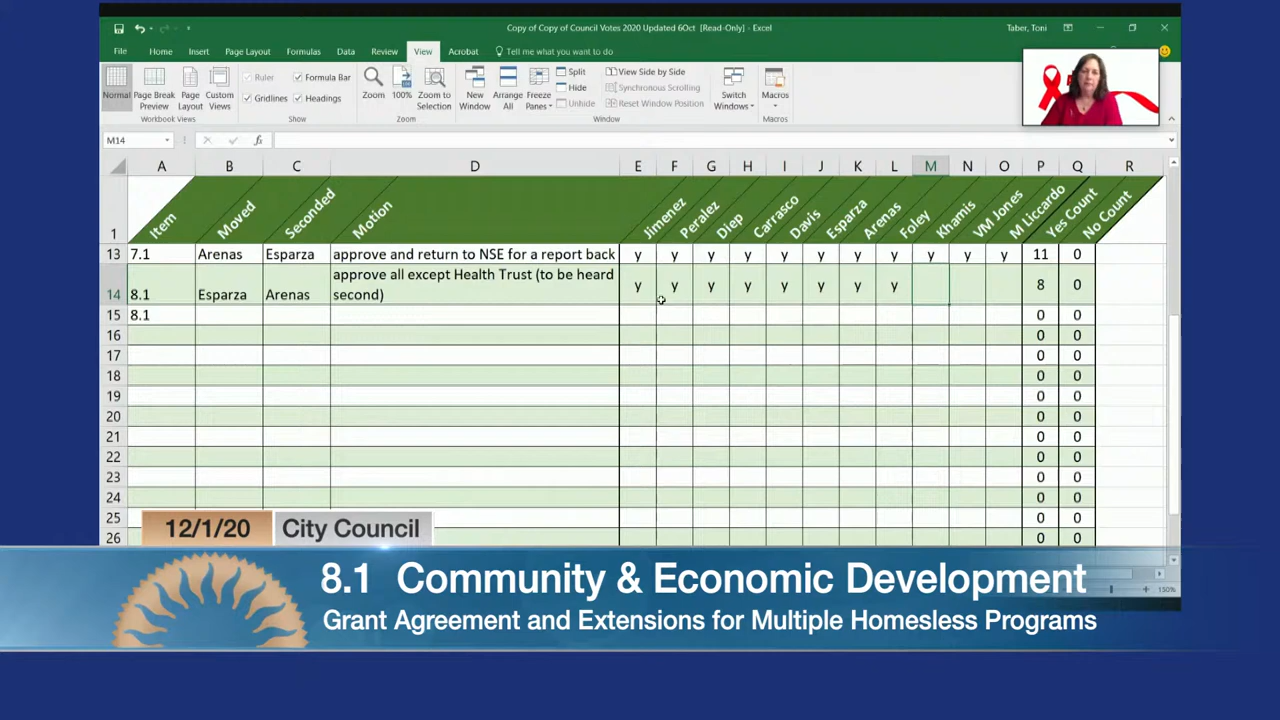 Copy of Copy of Council Votes 2020 Updated 6Oct [Read-Only] - Excel
Taber, Toni
File Home Insert Page Layout Formulas Data Review View Acrobat Tell me what you want to do
Normal
Page Break Preview
Page Layout
Custom Views
Workbook Views
Ruler
Formula Bar
Gridlines
Headings
Show
Zoom
100%
Zoom to Selection
Zoom
New Window
Arrange All
Freeze Panes
Split
Hide
Unhide
View Side by Side
Synchronous Scrolling
Reset Window Position
Window
Switch Windows
Macros
Macros
M14
fx
A B C D E F G H I J K L M N O P Q R
1 Item Moved Seconded Motion Jimenez Peralez Diep Carrasco Davis Esparza Arenas Foley Khamis VM Jones M Liccardo Yes Count No Count
13 7.1 Arenas Esparza approve and return to NSE for a report back y y y y y y y y y y y 11 0
approve all except Health Trust (to be heard
14 8.1 Esparza Arenas second) y y y y y y y y 8 0
15 8.1 0 0
16 0 0
17 0 0
18 0 0
19 0 0
20 0 0
21 0 0
22 0 0
23 0 0
24 0 0
25 0 0
26 0 0
150%
12/1/20 City Council
8.1 Community & Economic Development
Grant Agreement and Extensions for Multiple Homesless Programs